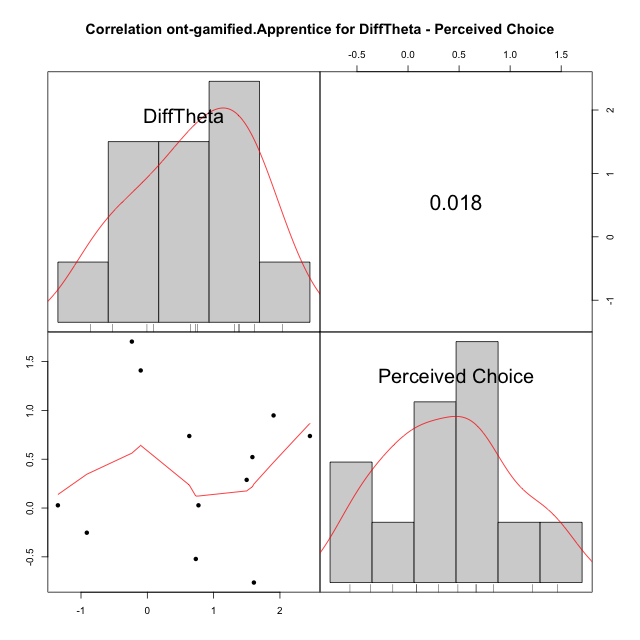 Correlation ont-gamified.Apprentice for DiffTheta - Perceived Choice
-0.5 0.0 0.5 1.0 1.5
DiffTheta
2
1
0
-1
0.018
Perceived Choice
1.5
1.0
0.5
0.0
-0.5
-1 0 1 2